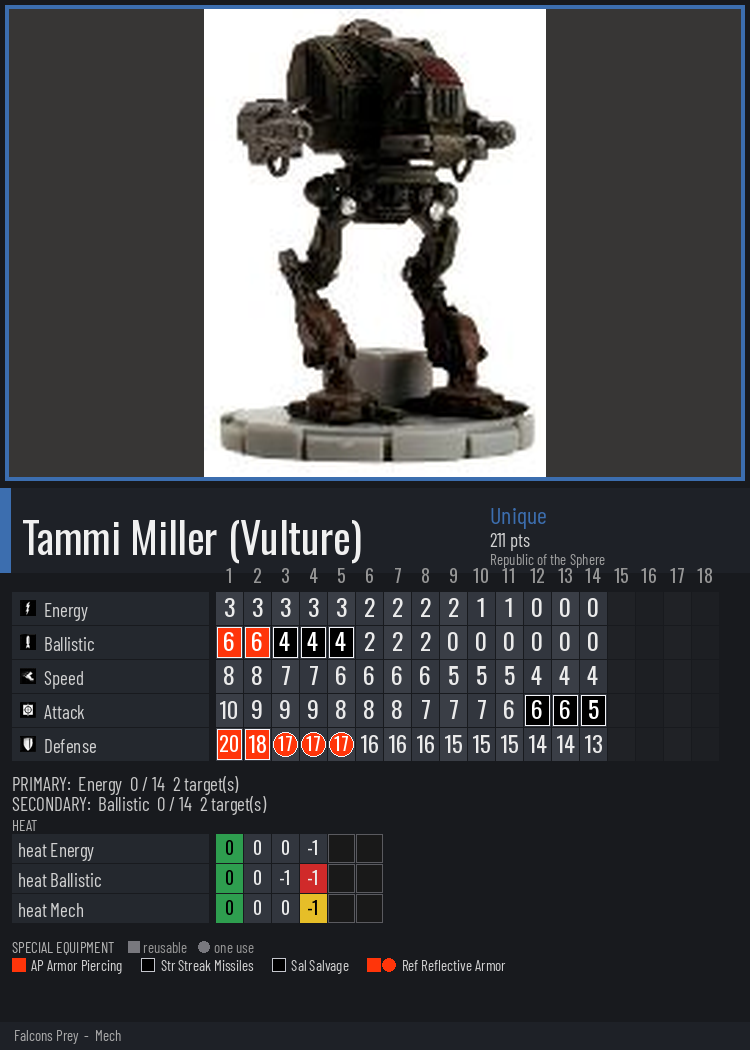 Tammi Miller (Vulture)
Unique
211 pts
Republic of the Sphere
1 2 3 4 5 6 7 8 9 10 11 12 13 14 15 16 17 18
Energy 3 3 3 3 3 2 2 2 2 1 1 0 0 0
Ballistic 6 6 4 4 4 2 2 2 0 0 0 0 0 0
Speed 8 8 7 7 6 6 6 6 5 5 5 4 4 4
Attack 10 9 9 9 8 8 8 7 7 7 6 6 6 5
Defense 20 18 17 17 17 16 16 16 15 15 15 14 14 13
PRIMARY: Energy 0 / 14 2 target(s)
SECONDARY: Ballistic 0 / 14 2 target(s)
HEAT
heat Energy 0 0 0 -1
heat Ballistic 0 0 -1 -1
heat Mech 0 0 0 -1
SPECIAL EQUIPMENT reusable one use
AP Armor Piercing Str Streak Missiles Sal Salvage Ref Reflective Armor
Falcons Prey - Mech